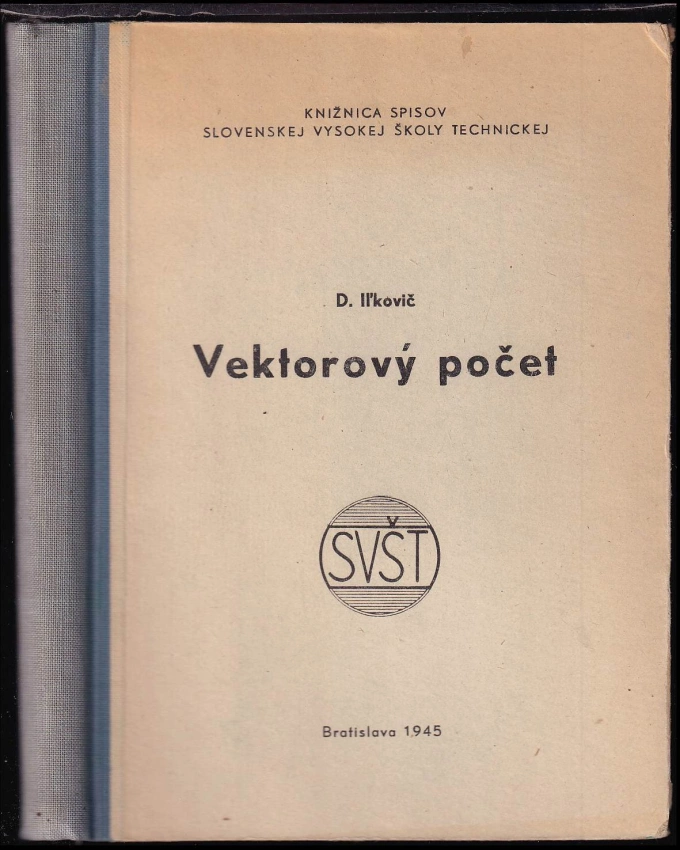 KNIŽNICA SPISOV
SLOVENSKEJ VYSOKEJ ŠKOLY TECHNICKEJ
D. Iľkovič
Vektorový počet
SVŠT
Bratislava 1945